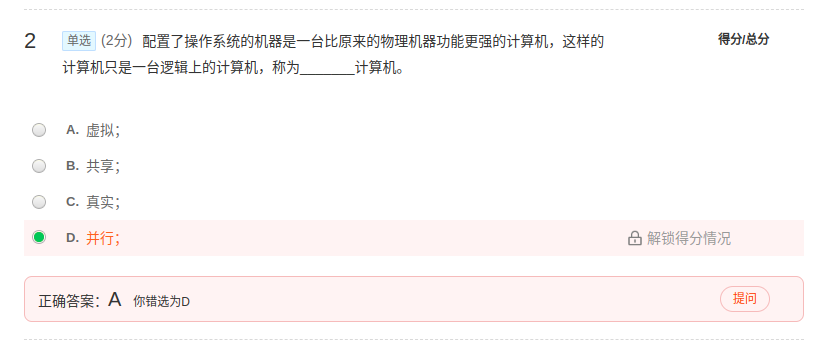 2 单选 (2分) 配置了操作系统的机器是一台比原来的物理机器功能更强的计算机，这样的 得分/总分
计算机只是一台逻辑上的计算机，称为_______计算机。
A. 虚拟；
B. 共享；
C. 真实；
D. 并行； 解锁得分情况
正确答案：A 你错选为D 提问